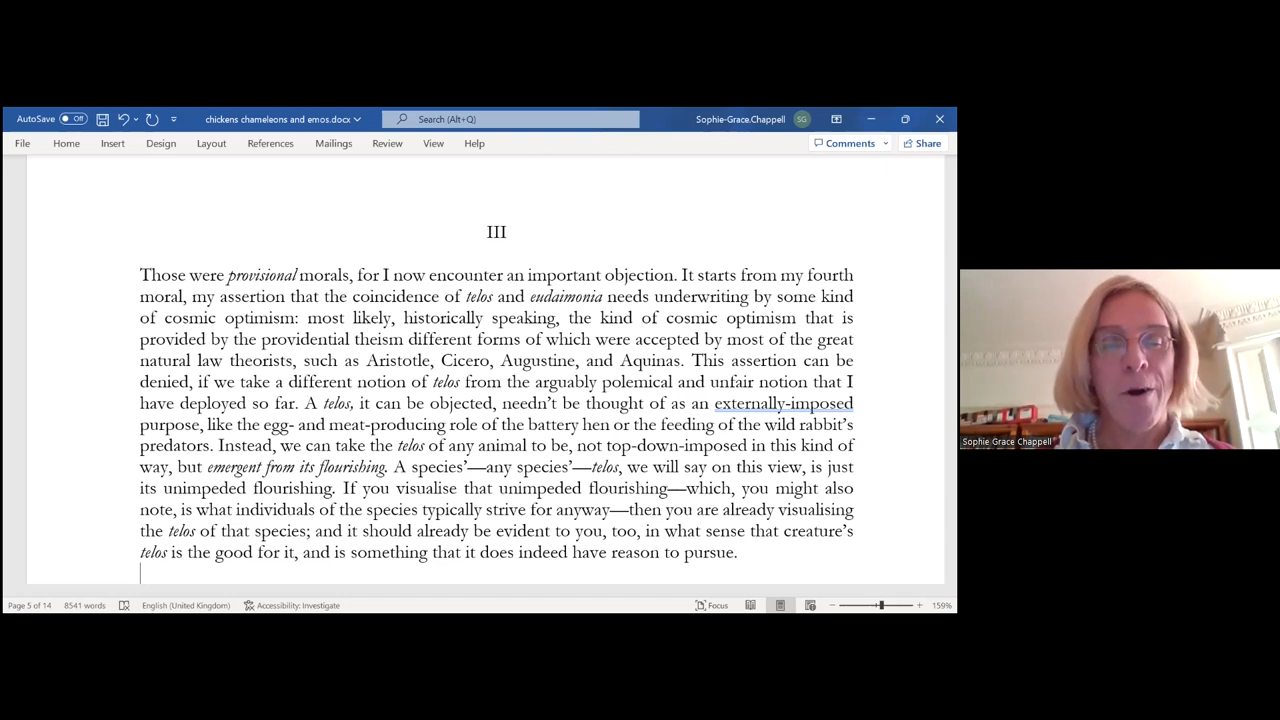 AutoSave Off chickens chameleons and emos.docx Search (Alt+Q) Sophie-Grace.Chappell SG
File Home Insert Design Layout References Mailings Review View Help Comments Share
III
Those were provisional morals, for I now encounter an important objection. It starts from my fourth
moral, my assertion that the coincidence of telos and eudaimonia needs underwriting by some kind
of cosmic optimism: most likely, historically speaking, the kind of cosmic optimism that is
provided by the providential theism different forms of which were accepted by most of the great
natural law theorists, such as Aristotle, Cicero, Augustine, and Aquinas. This assertion can be
denied, if we take a different notion of telos from the arguably polemical and unfair notion that I
have deployed so far. A telos, it can be objected, needn’t be thought of as an externally-imposed
purpose, like the egg- and meat-producing role of the battery hen or the feeding of the wild rabbit’s
predators. Instead, we can take the telos of any animal to be, not top-down-imposed in this kind of
way, but emergent from its flourishing. A species’—any species’—telos, we will say on this view, is just
its unimpeded flourishing. If you visualise that unimpeded flourishing—which, you might also
note, is what individuals of the species typically strive for anyway—then you are already visualising
the telos of that species; and it should already be evident to you, too, in what sense that creature’s
telos is the good for it, and is something that it does indeed have reason to pursue.
Sophie Grace Chappell
Page 5 of 14 8541 words English (United Kingdom) Accessibility: Investigate Focus 159%